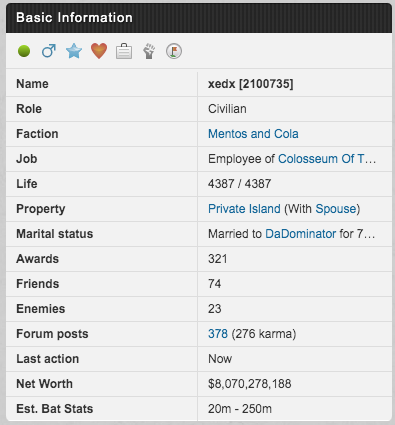 Basic Information
Name xedx [2100735]
Role Civilian
Faction Mentos and Cola
Job Employee of Colosseum Of T…
Life 4387 / 4387
Property Private Island (With Spouse)
Marital status Married to DaDominator for 7…
Awards 321
Friends 74
Enemies 23
Forum posts 378 (276 karma)
Last action Now
Net Worth $8,070,278,188
Est. Bat Stats 20m - 250m